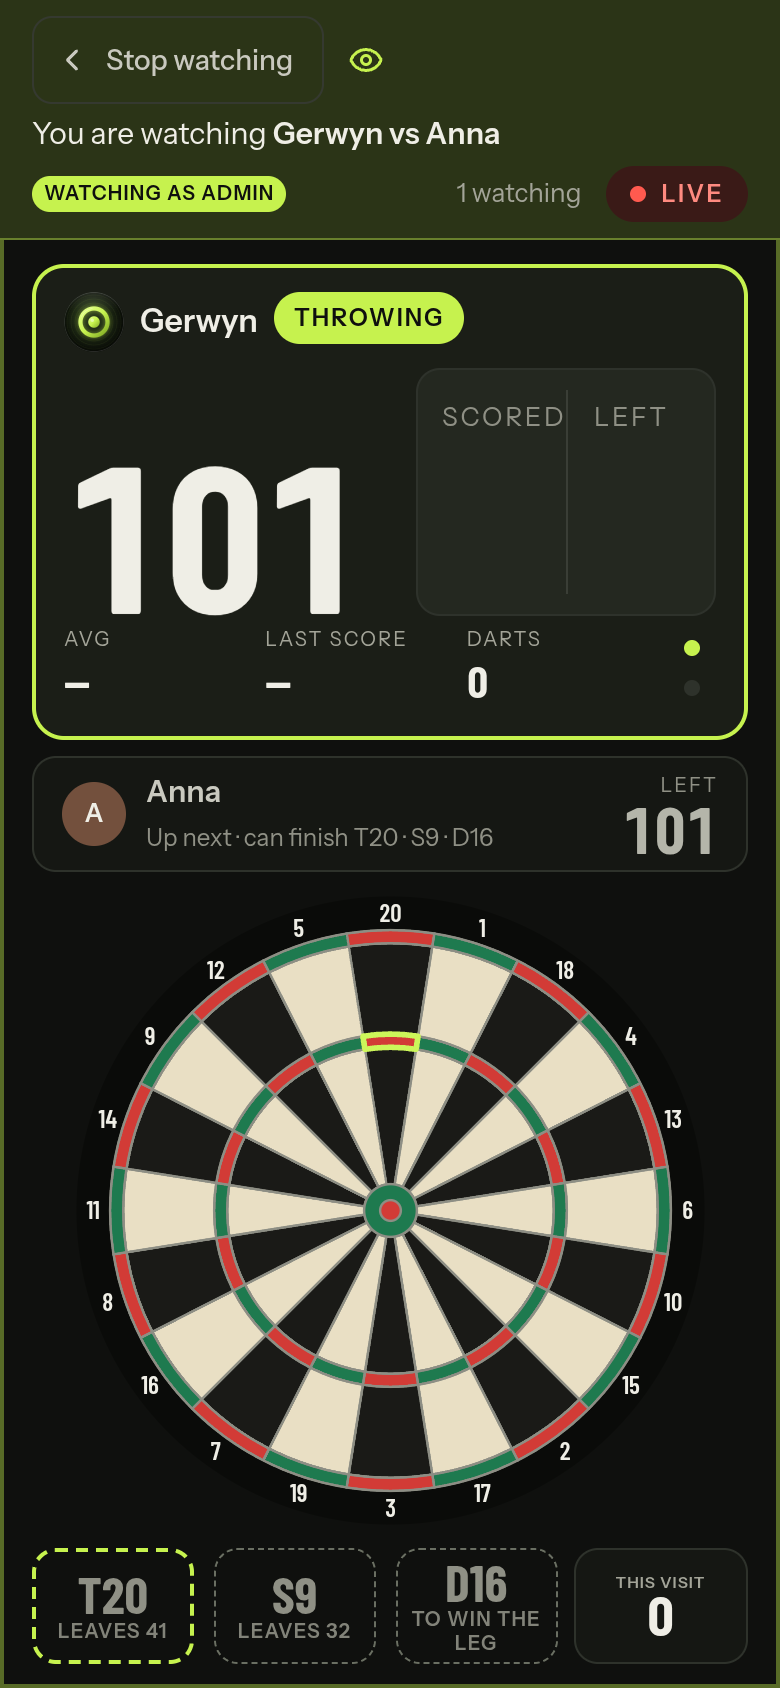 Stop watching
You are watching Gerwyn vs Anna
WATCHING AS ADMIN
1 watching
LIVE
Gerwyn
THROWING
SCORED
LEFT
101
AVG
LAST SCORE
DARTS
–
–
0
A
Anna
Up next · can finish T20 · S9 · D16
LEFT
101
20
5
1
12
18
9
4
14
13
11
6
8
10
16
15
7
2
19
17
3
T20
LEAVES 41
S9
LEAVES 32
D16
TO WIN THE
LEG
THIS VISIT
0